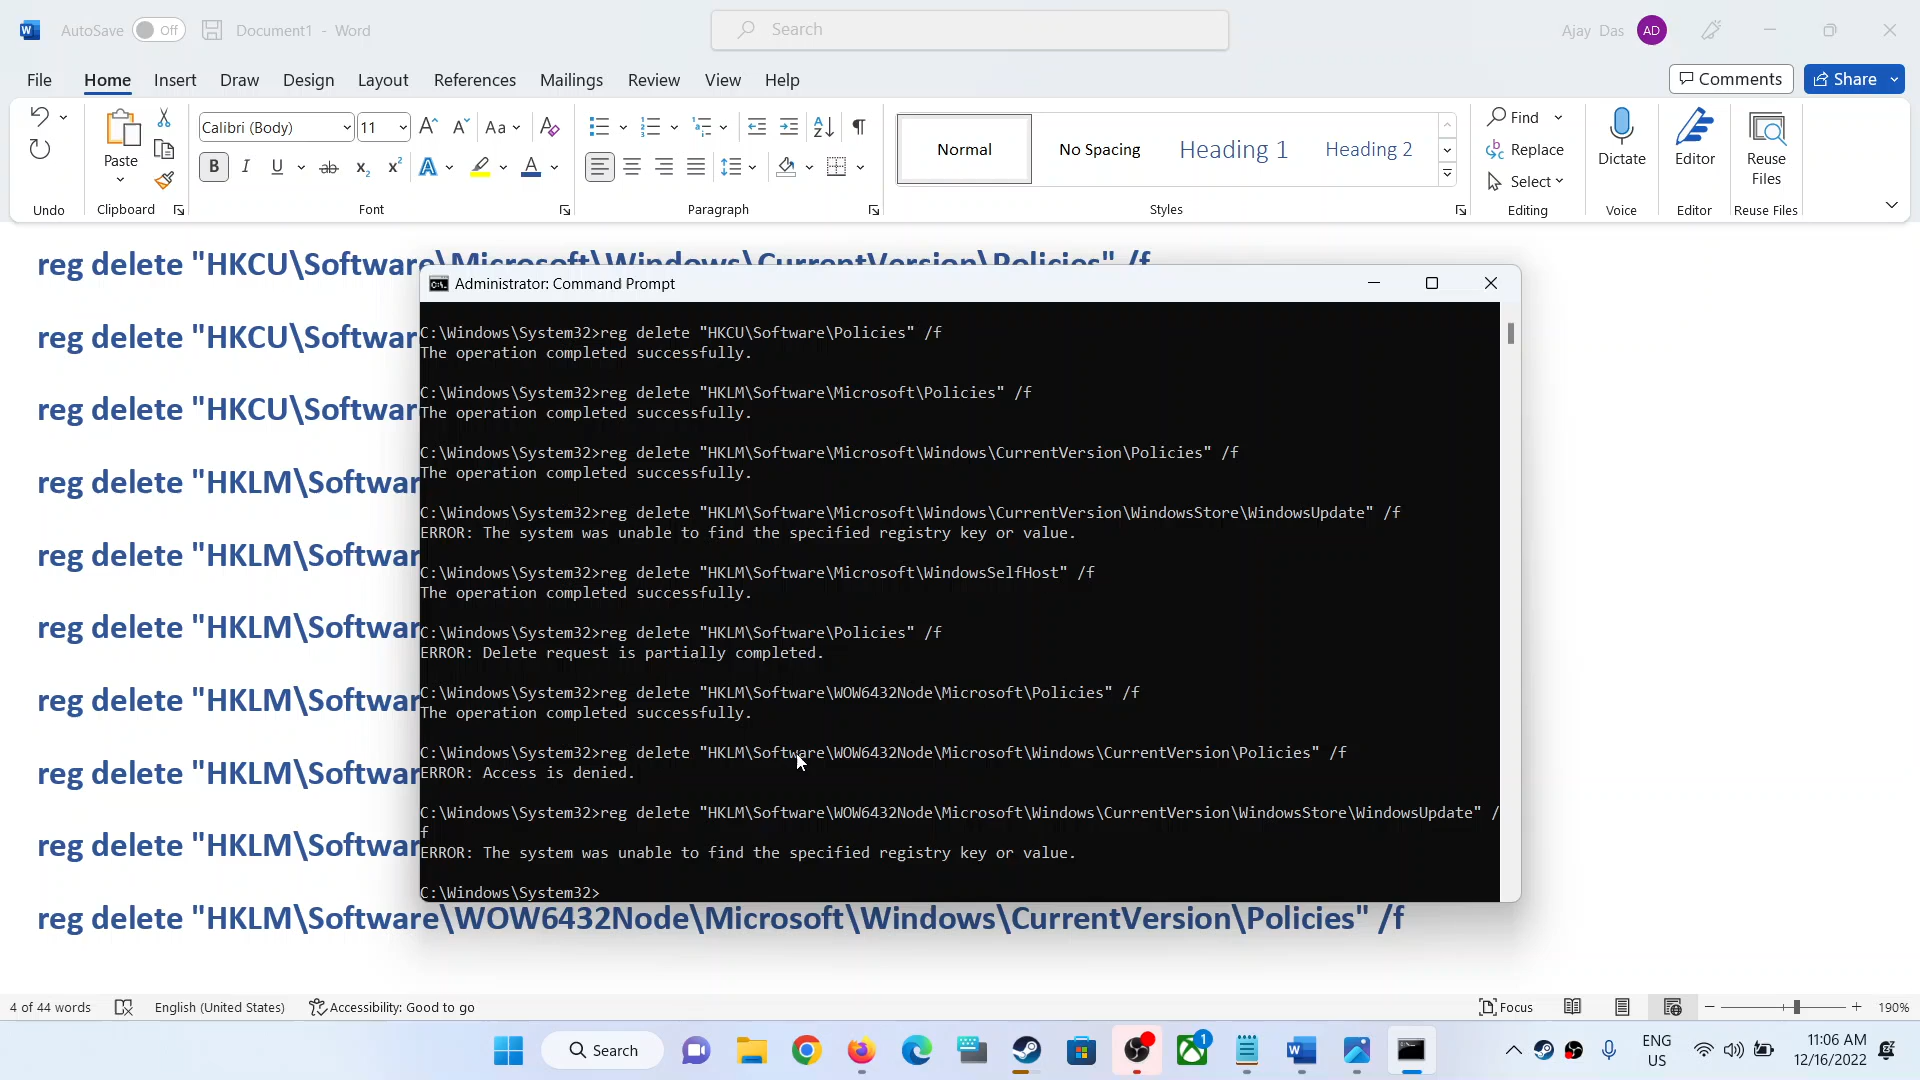 AutoSave Off Document1 - Word
Search
Ajay Das AD
File Home Insert Draw Design Layout References Mailings Review View Help
Comments Share
Paste
Calibri (Body) 11
Aa
B I U ab x₂ x² A A
Normal No Spacing Heading 1 Heading 2
Find
Replace
Select
Dictate
Editor
Reuse
Files
Undo Clipboard Font Paragraph Styles Editing Voice Editor Reuse Files
reg delete "HKCU\Software\Microsoft\Windows\CurrentVersion\Policies" /f
reg delete "HKCU\Softwar
reg delete "HKCU\Softwar
reg delete "HKLM\Softwar
reg delete "HKLM\Softwar
reg delete "HKLM\Softwar
reg delete "HKLM\Softwar
reg delete "HKLM\Softwar
reg delete "HKLM\Softwar
reg delete "HKLM\Software\WOW6432Node\Microsoft\Windows\CurrentVersion\Policies" /f
Administrator: Command Prompt
C:\Windows\System32>reg delete "HKCU\Software\Policies" /f
The operation completed successfully.
C:\Windows\System32>reg delete "HKLM\Software\Microsoft\Policies" /f
The operation completed successfully.
C:\Windows\System32>reg delete "HKLM\Software\Microsoft\Windows\CurrentVersion\Policies" /f
The operation completed successfully.
C:\Windows\System32>reg delete "HKLM\Software\Microsoft\Windows\CurrentVersion\WindowsStore\WindowsUpdate" /f
ERROR: The system was unable to find the specified registry key or value.
C:\Windows\System32>reg delete "HKLM\Software\Microsoft\WindowsSelfHost" /f
The operation completed successfully.
C:\Windows\System32>reg delete "HKLM\Software\Policies" /f
ERROR: Delete request is partially completed.
C:\Windows\System32>reg delete "HKLM\Software\WOW6432Node\Microsoft\Policies" /f
The operation completed successfully.
C:\Windows\System32>reg delete "HKLM\Software\WOW6432Node\Microsoft\Windows\CurrentVersion\Policies" /f
ERROR: Access is denied.
C:\Windows\System32>reg delete "HKLM\Software\WOW6432Node\Microsoft\Windows\CurrentVersion\WindowsStore\WindowsUpdate" /
f
ERROR: The system was unable to find the specified registry key or value.
C:\Windows\System32>
4 of 44 words English (United States) Accessibility: Good to go
Focus 190%
Search
1
ENG
US
11:06 AM
12/16/2022